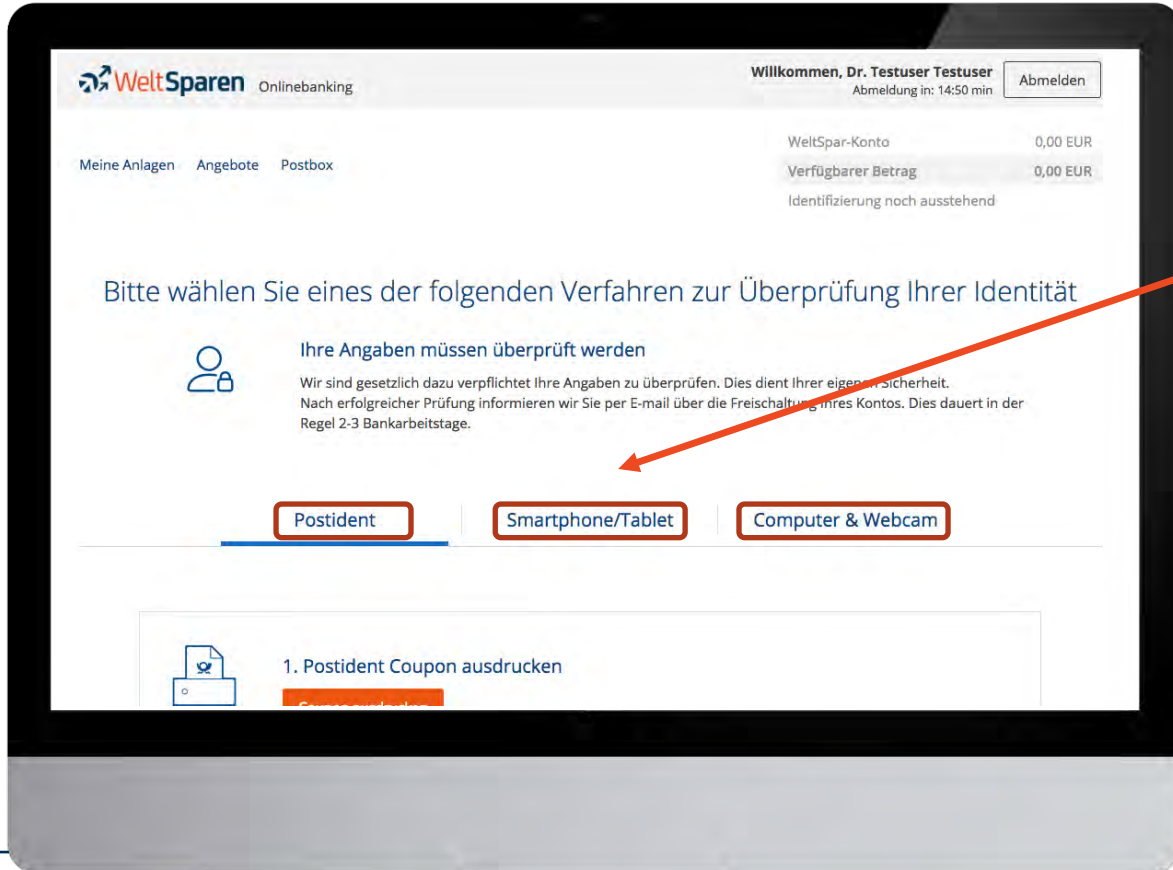 WeltSparen Onlinebanking
Willkommen, Dr. Testuser Testuser
Abmeldung in: 14:50 min
Abmelden
Meine Anlagen Angebote Postbox
WeltSpar-Konto 0,00 EUR
Verfügbarer Betrag 0,00 EUR
Identifizierung noch ausstehend
Bitte wählen Sie eines der folgenden Verfahren zur Überprüfung Ihrer Identität
Ihre Angaben müssen überprüft werden
Wir sind gesetzlich dazu verpflichtet Ihre Angaben zu überprüfen. Dies dient Ihrer eigenen Sicherheit.
Nach erfolgreicher Prüfung informieren wir Sie per E-mail über die Freischaltung Ihres Kontos. Dies dauert in der
Regel 2-3 Bankarbeitstage.
Postident Smartphone/Tablet Computer & Webcam
1. Postident Coupon ausdrucken